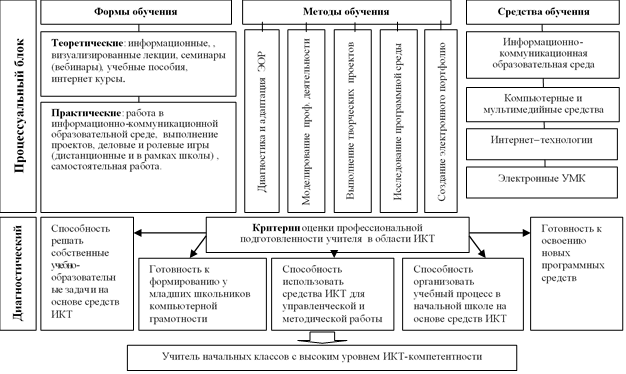 Процессуальный блок
Формы обучения
Теоретические: информационные, ,
визуализированные лекции, семинары
(вебинары), учебные пособия,
интернет курсы.
Практические: работа в
информационно-коммуникационной
образовательной среде, выполнение
проектов, деловые и ролевые игры
(дистанционные и в рамках школы) ,
самостоятельная работа.
Методы обучения
Диагностика и адаптация ЭОР
Моделирование проф. деятельности
Выполнение творческих проектов
Исследование программной среды
Создание электронного портфолио
Средства обучения
Информационно-
коммуникационная
образовательная среда
Компьютерные и
мультимедийные средства
Интернет–технологии
Электронные УМК
Диагностический
Критерии оценки профессиональной
подготовленности учителя в области ИКТ
Способность
решать
собственные
учебно-
образовательн
ые задачи на
основе средств
ИКТ
Готовность к
формированию у
младших школьников
компьютерной
грамотности
Способность
использовать
средства ИКТ для
управленческой и
методической работы
Способность
организовать
учебный процесс в
начальной школе на
основе средств ИКТ
Готовность к
освоению
новых
программных
средств
Учитель начальных классов с высоким уровнем ИКТ-компетентности